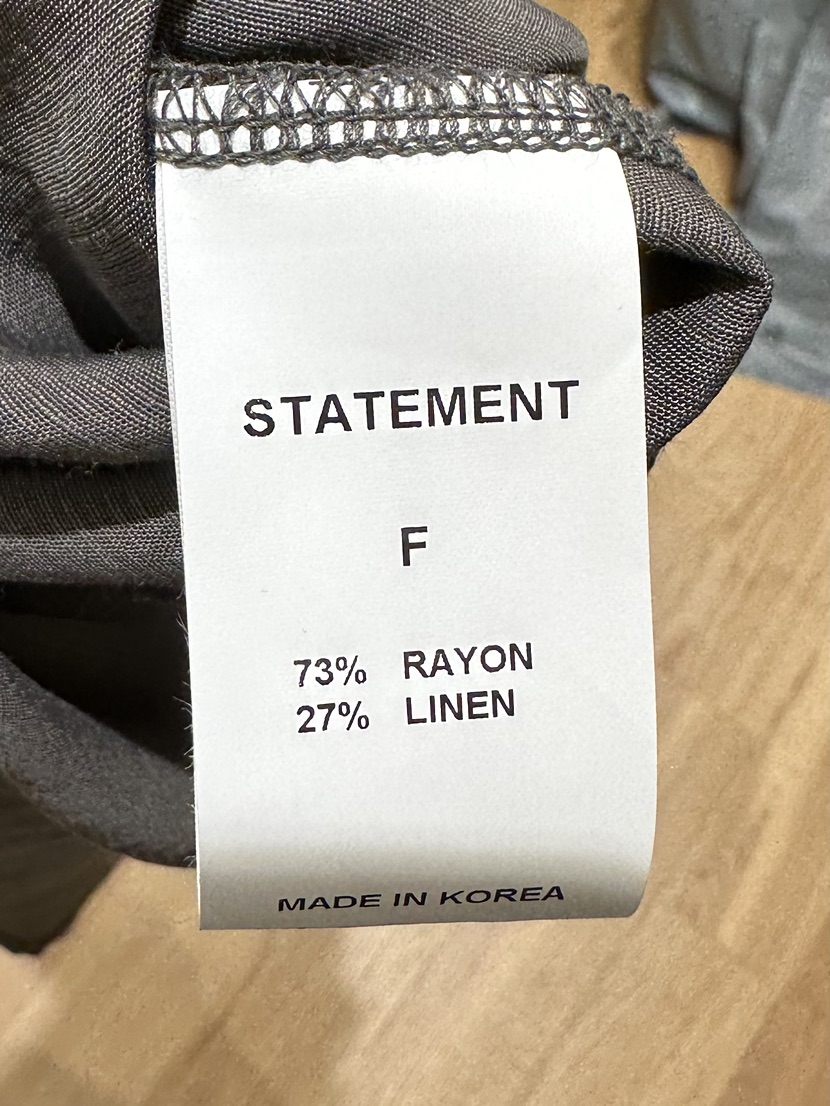 STATEMENT
F
73% RAYON
27% LINEN
MADE IN KOREA